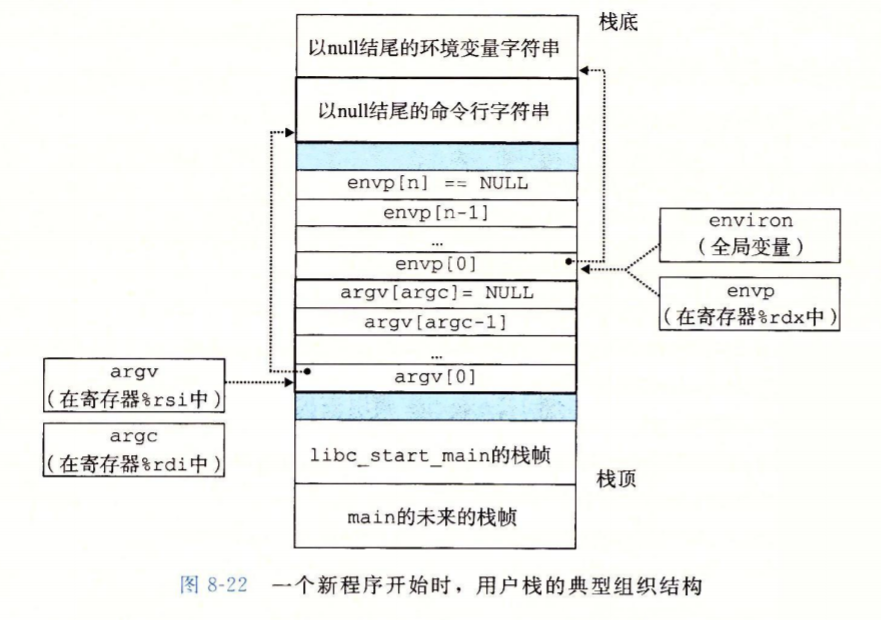 栈底
以null结尾的环境变量字符串
以null结尾的命令行字符串
envp[n] == NULL
envp[n-1]
…
envp[0]
argv[argc]= NULL
argv[argc-1]
…
argv[0]
environ
(全局变量)
envp
(在寄存器%rdx中)
argv
(在寄存器%rsi中)
argc
(在寄存器%rdi中)
libc_start_main的栈帧
栈顶
main的未来的栈帧
图 8-22 一个新程序开始时，用户栈的典型组织结构